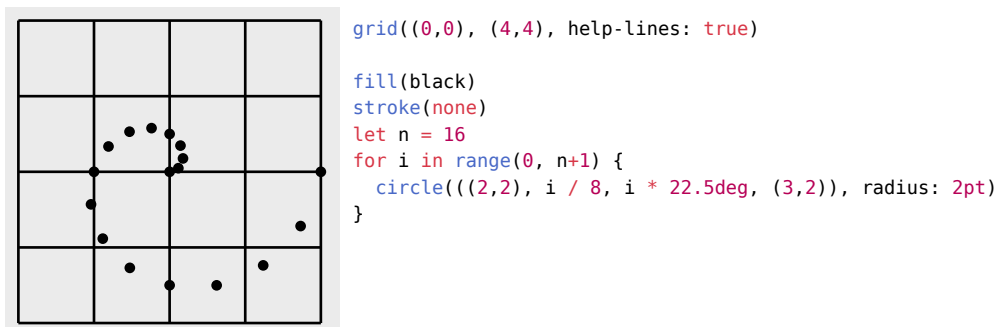 grid((0,0), (4,4), help-lines: true)
fill(black)
stroke(none)
let n = 16
for i in range(0, n+1) {
  circle(((2,2), i / 8, i * 22.5deg, (3,2)), radius: 2pt)
}